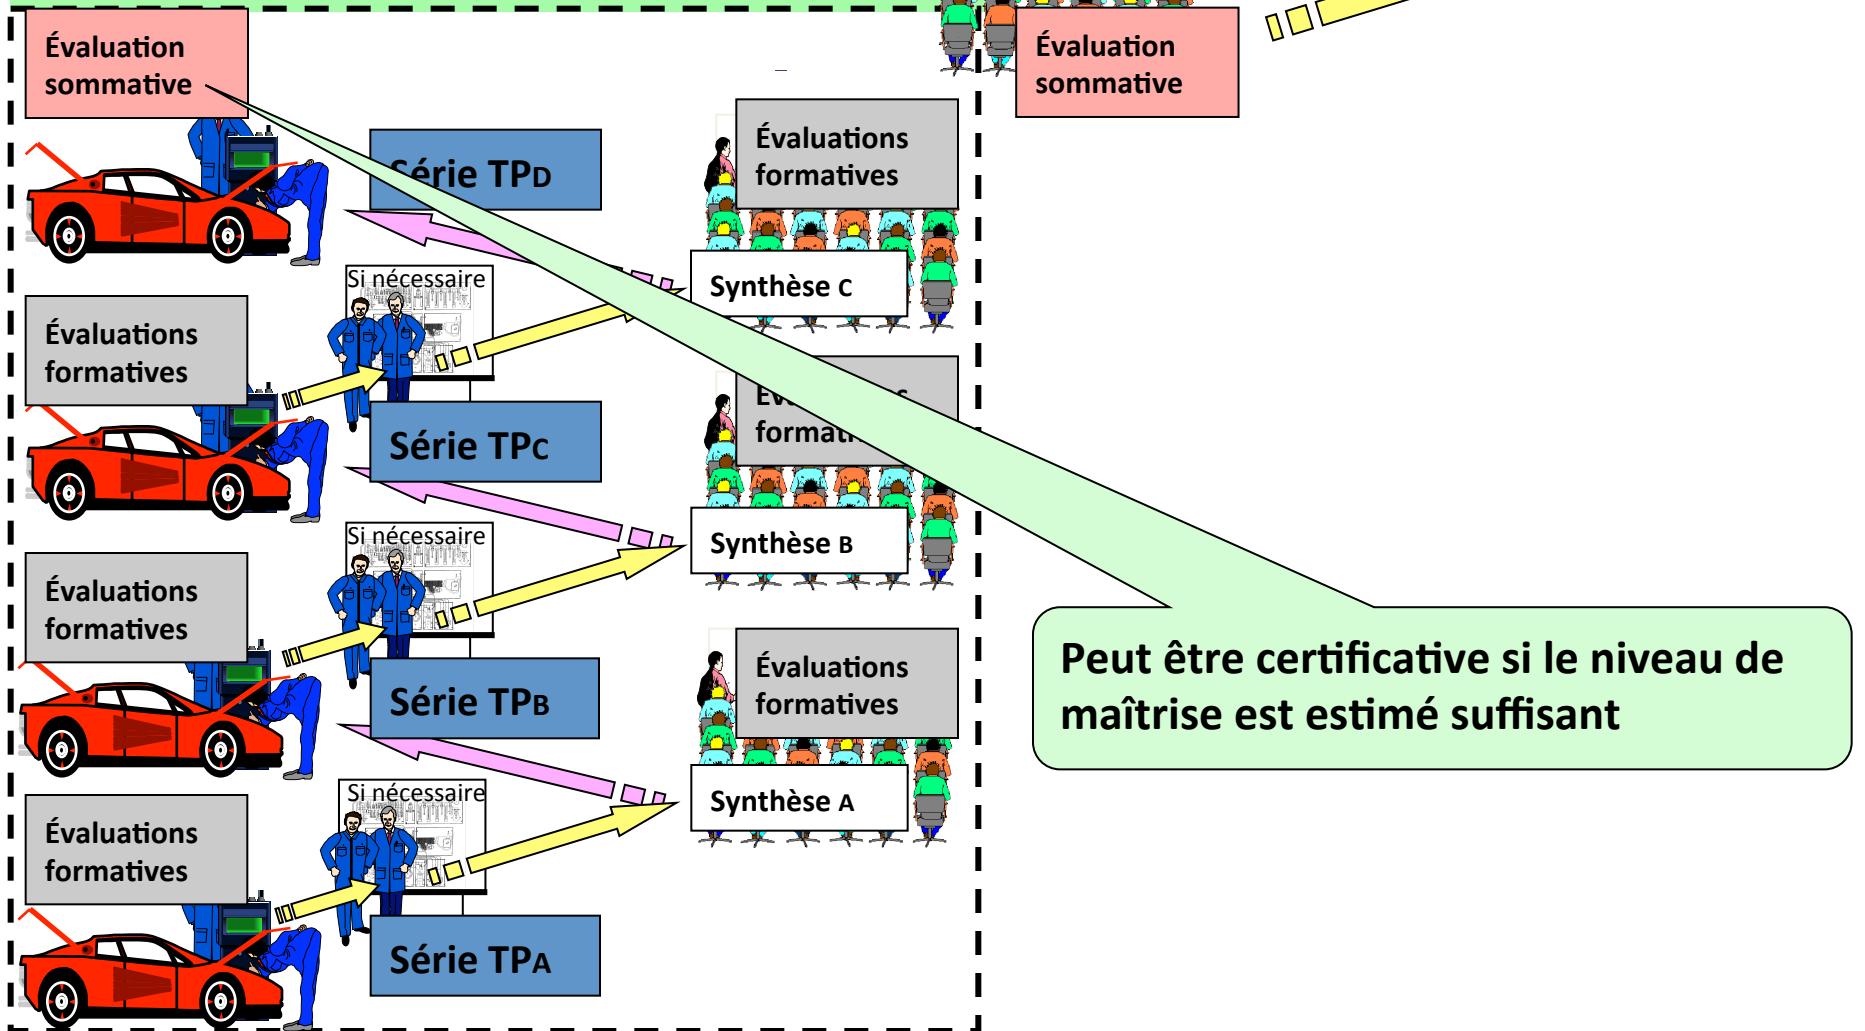 Évaluation
sommative
Évaluation
sommative
Évaluations
formatives
Série TPD
Si nécessaire
Synthèse C
Évaluations
formatives
Série TPC
Si nécessaire
Synthèse B
Évaluations
formatives
Peut être certificative si le niveau de
maîtrise est estimé suffisant
Évaluations
formatives
Série TPB
Si nécessaire
Synthèse A
Évaluations
formatives
Série TPA